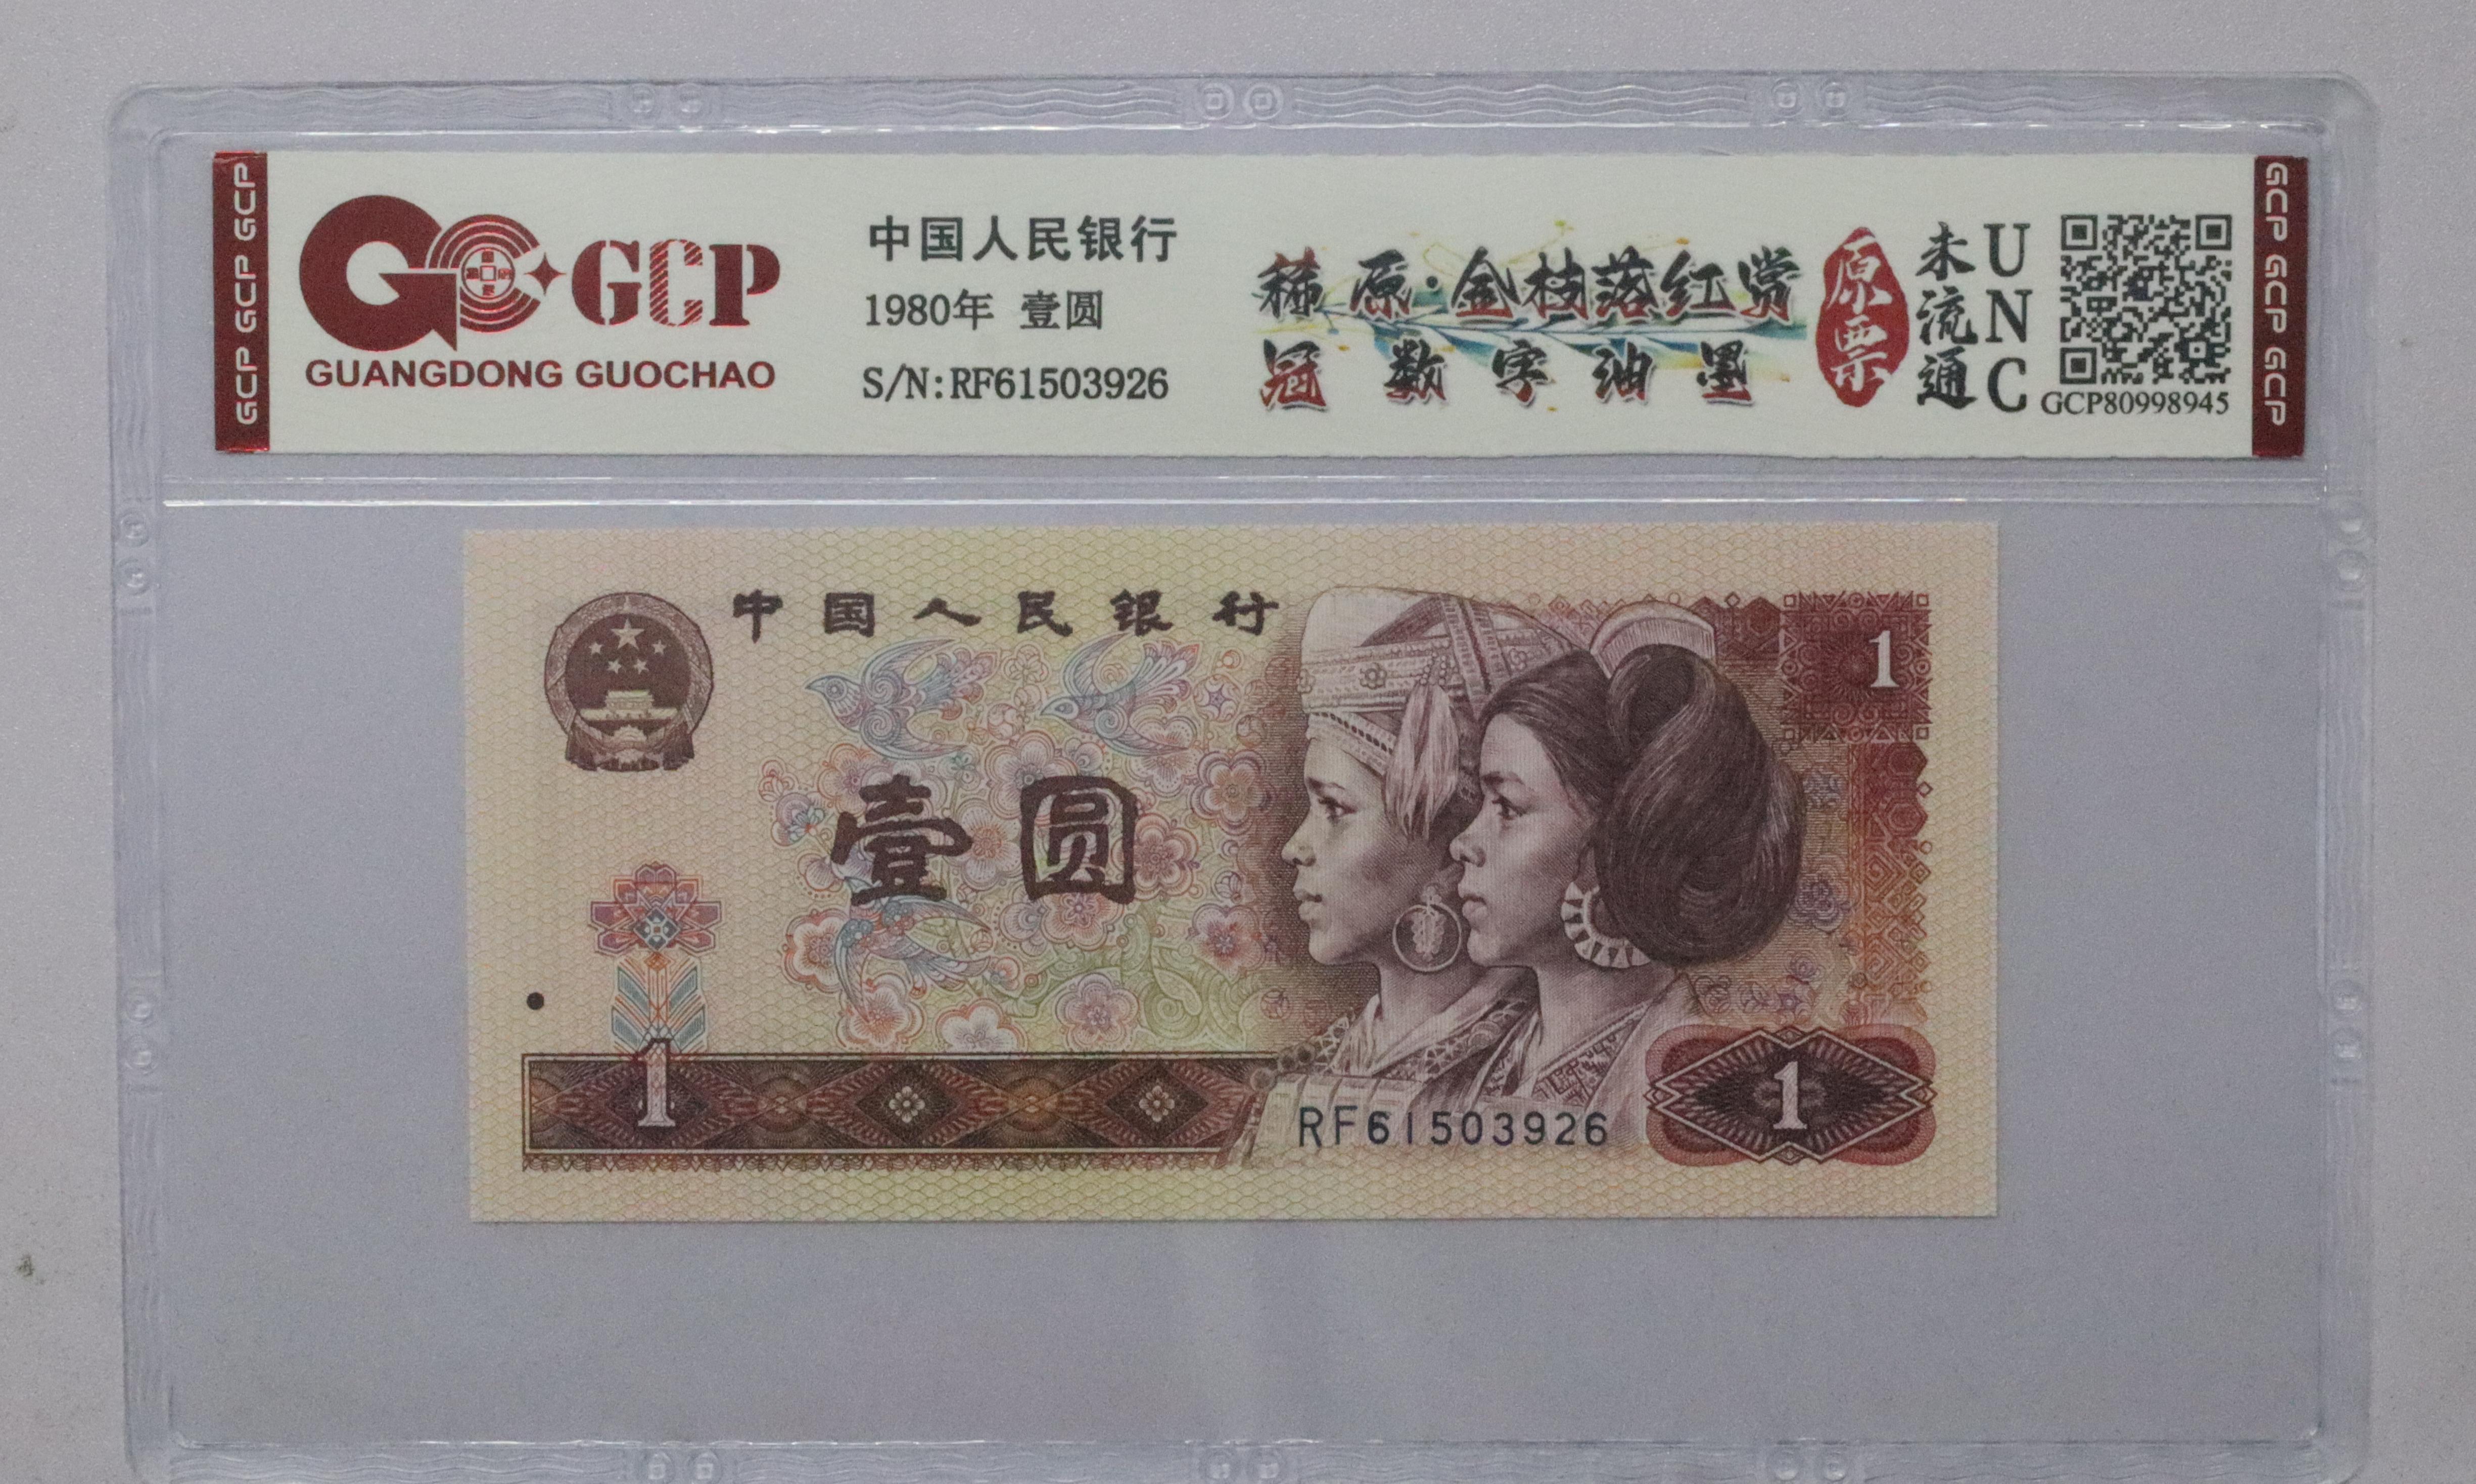 GCP GCP GCP
GCP
GUANGDONG GUOCHAO
中国人民银行
1980年 壹圆
S/N:RF61503926
稀原·金枝落红赏
冠数字油墨
原票
未流通
UNC
GCP80998945
GCP GCP GCP
中国人民银行
1
壹圆
1
RF61503926
1